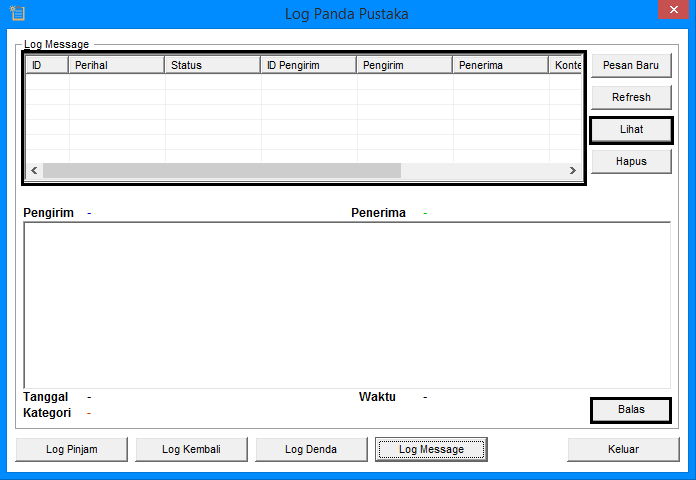 Log Panda Pustaka
Log Message
ID Perihal Status ID Pengirim Pengirim Penerima Konte
Pesan Baru
Refresh
Lihat
Hapus
Pengirim - Penerima -
Tanggal - Waktu -
Kategori -
Balas
Log Pinjam Log Kembali Log Denda Log Message Keluar